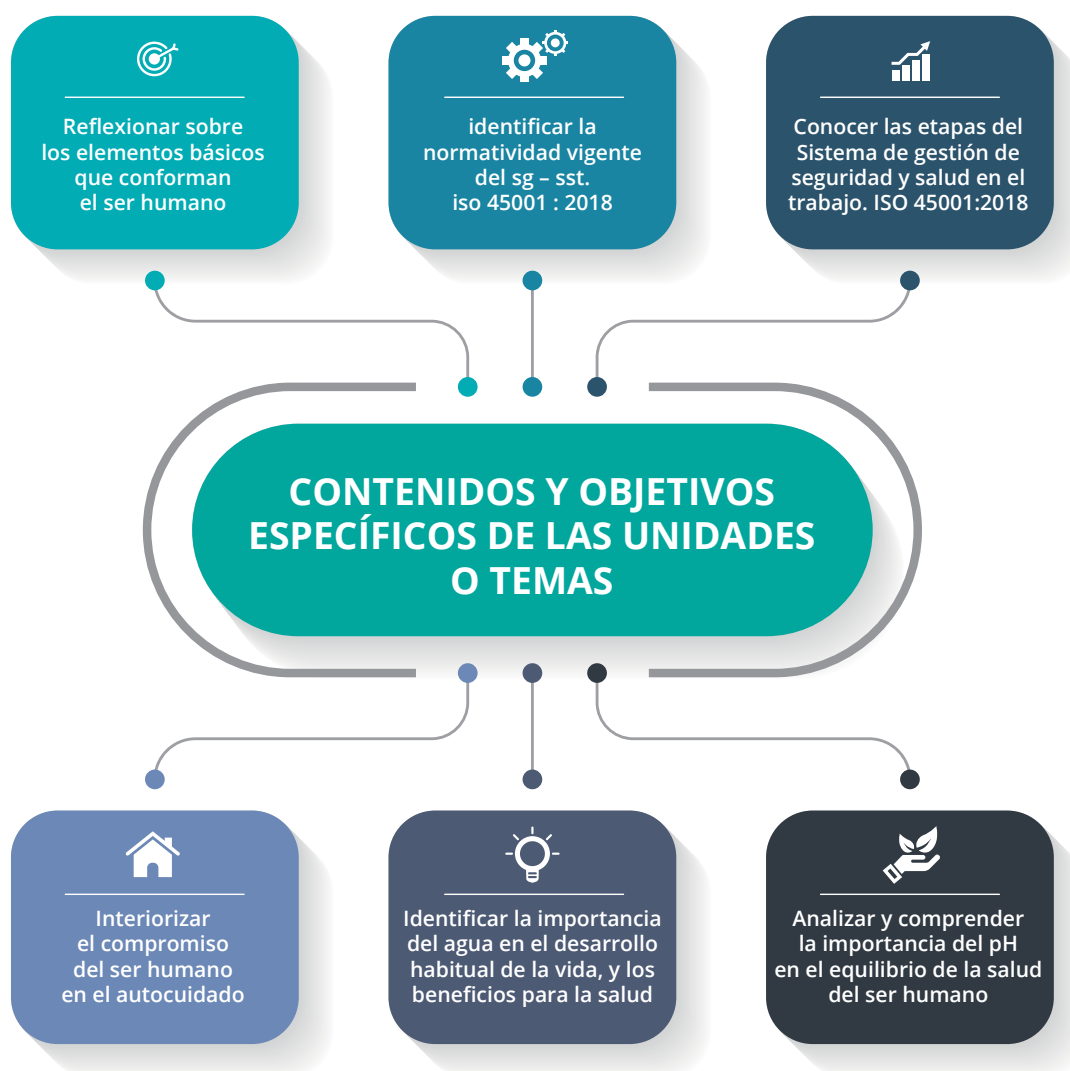 Reflexionar sobre
los elementos básicos
que conforman
el ser humano
identificar la
normatividad vigente
del sg – sst.
iso 45001 : 2018
Conocer las etapas del
Sistema de gestión de
seguridad y salud en el
trabajo. ISO 45001:2018
CONTENIDOS Y OBJETIVOS
ESPECÍFICOS DE LAS UNIDADES
O TEMAS
Interiorizar
el compromiso
del ser humano
en el autocuidado
Identificar la importancia
del agua en el desarrollo
habitual de la vida, y los
beneficios para la salud
Analizar y comprender
la importancia del pH
en el equilibrio de la salud
del ser humano